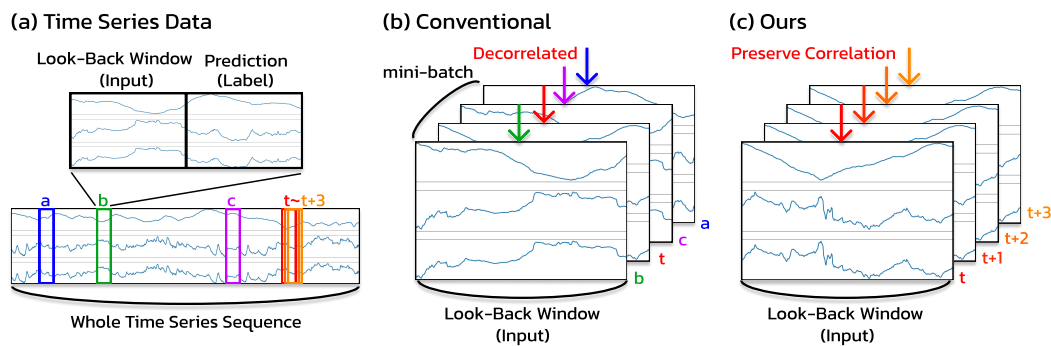 (a) Time Series Data
Look-Back Window
(Input)
Prediction
(Label)
a
b
c
t~
t+3
Whole Time Series Sequence
(b) Conventional
Decorrelated
mini-batch
a
c
t
b
Look-Back Window
(Input)
(c) Ours
Preserve Correlation
t+3
t+2
t+1
t
Look-Back Window
(Input)